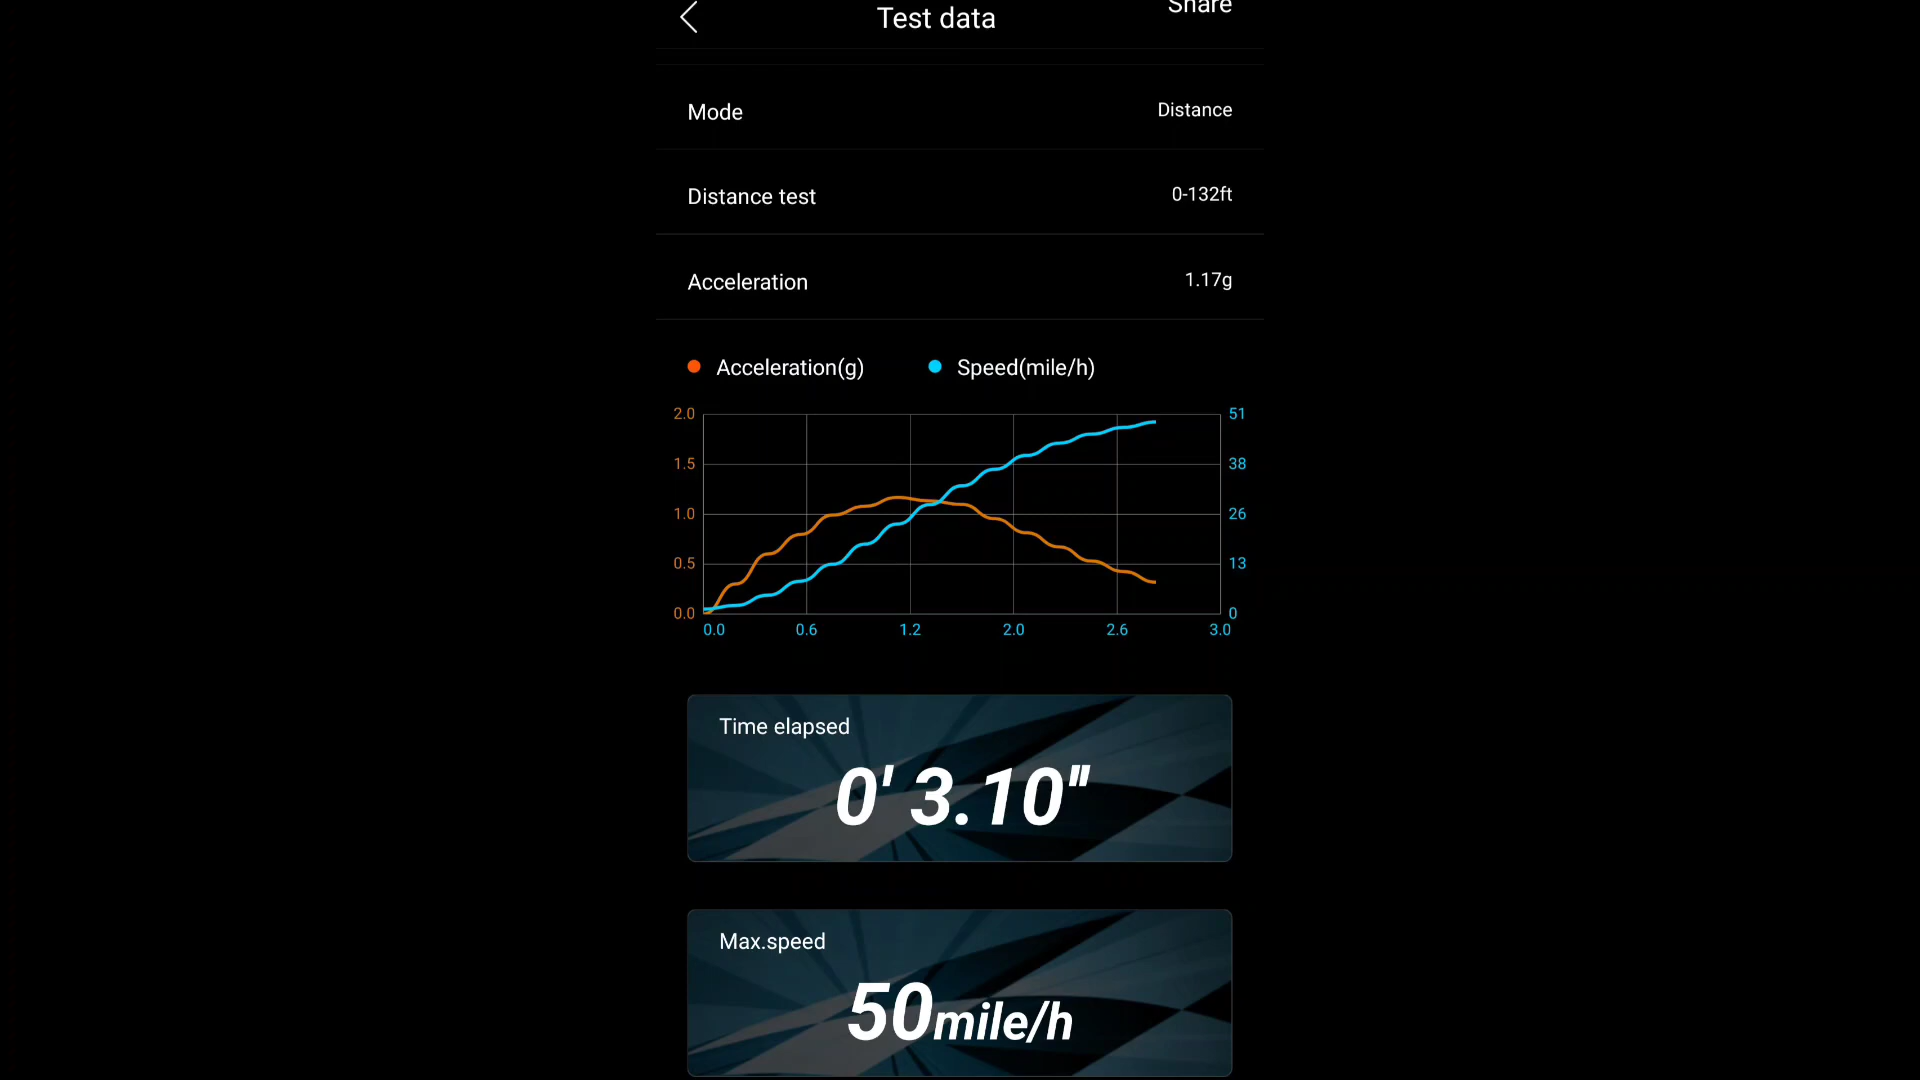 Test data
Share
Mode
Distance
Distance test
0-132ft
Acceleration
1.17g
Acceleration(g)
Speed(mile/h)
2.0
51
1.5
38
1.0
26
0.5
13
0.0
0
0.0 0.6 1.2 2.0 2.6 3.0
Time elapsed
0' 3.10"
Max.speed
50mile/h